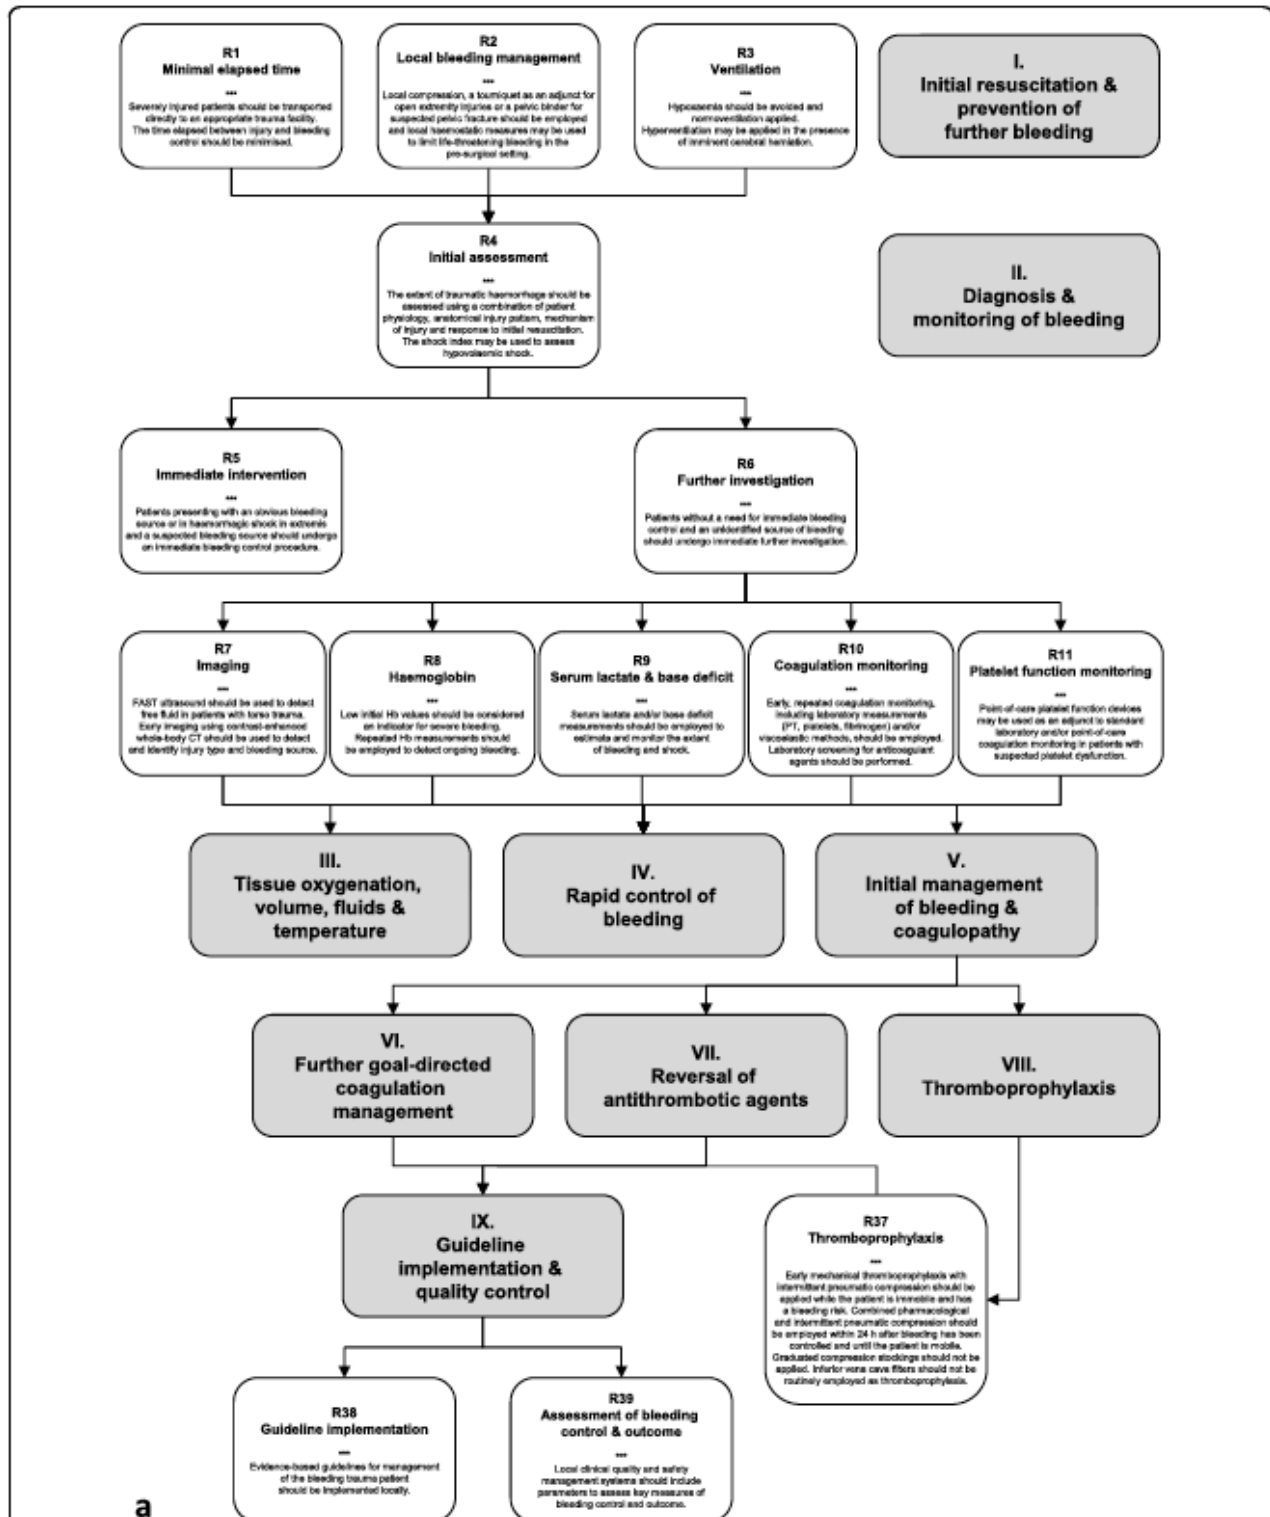 R1
Minimal elapsed time
***
Severely injured patients should be transported
directly to an appropriate trauma facility.
The time elapsed between injury and bleeding
control should be minimised.
R2
Local bleeding management
***
Local compression, a tourniquet as an adjunct for
open extremity injuries or a pelvic binder for
suspected pelvic fracture should be employed
and local haemostatic measures may be used
to limit life-threatening bleeding in the
pre-surgical setting.
R3
Ventilation
***
Hypoxaemia should be avoided and
normoventilation applied.
Hyperventilation may be applied in the presence
of imminent cerebral herniation.
I.
Initial resuscitation &
prevention of
further bleeding
R4
Initial assessment
***
The extent of traumatic haemorrhage should be
assessed using a combination of patient
physiology, anatomical injury pattern, mechanism
of injury and response to initial resuscitation.
The shock index may be used to assess
hypovolaemic shock.
II.
Diagnosis &
monitoring of bleeding
R5
Immediate intervention
***
Patients presenting with an obvious bleeding
source or in haemorrhagic shock in extremis
and a suspected bleeding source should undergo
an immediate bleeding control procedure.
R6
Further investigation
***
Patients without a need for immediate bleeding
control and an unidentified source of bleeding
should undergo immediate further investigation.
R7
Imaging
***
FAST ultrasound should be used to detect
free fluid in patients with torso trauma.
Early imaging using contrast-enhanced
whole-body CT should be used to detect
and identify injury type and bleeding source.
R8
Haemoglobin
***
Low initial Hb values should be considered
an indicator for severe bleeding.
Repeated Hb measurements should
be employed to detect ongoing bleeding.
R9
Serum lactate & base deficit
***
Serum lactate and/or base deficit
measurements should be employed to
estimate and monitor the extent
of bleeding and shock.
R10
Coagulation monitoring
***
Early, repeated coagulation monitoring,
including laboratory measurements
(PT, platelets, fibrinogen) and/or
viscoelastic methods, should be employed.
Laboratory screening for anticoagulant
agents should be performed.
R11
Platelet function monitoring
***
Point-of-care platelet function devices
may be used as an adjunct to standard
laboratory and/or point-of-care
coagulation monitoring in patients with
suspected platelet dysfunction.
III.
Tissue oxygenation,
volume, fluids &
temperature
IV.
Rapid control of
bleeding
V.
Initial management
of bleeding &
coagulopathy
VI.
Further goal-directed
coagulation
management
VII.
Reversal of
antithrombotic agents
VIII.
Thromboprophylaxis
IX.
Guideline
implementation &
quality control
R37
Thromboprophylaxis
***
Early mechanical thromboprophylaxis with
intermittent pneumatic compression should be
applied while the patient is immobile and has
a bleeding risk. Combined pharmacological
and intermittent pneumatic compression should
be employed within 24 h after bleeding has been
controlled and until the patient is mobile.
Graduated compression stockings should not be
applied. Inferior vena cava filters should not be
routinely employed as thromboprophylaxis.
R38
Guideline implementation
***
Evidence-based guidelines for management
of the bleeding trauma patient
should be implemented locally.
R39
Assessment of bleeding
control & outcome
***
Local clinical quality and safety
management systems should include
parameters to assess key measures of
bleeding control and outcome.
a